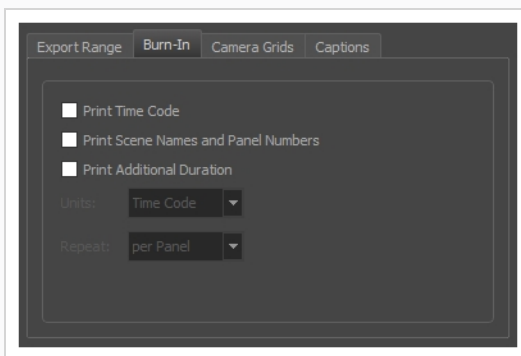 Export Range Burn-In Camera Grids Captions
Print Time Code
Print Scene Names and Panel Numbers
Print Additional Duration
Units: Time Code
Repeat: per Panel